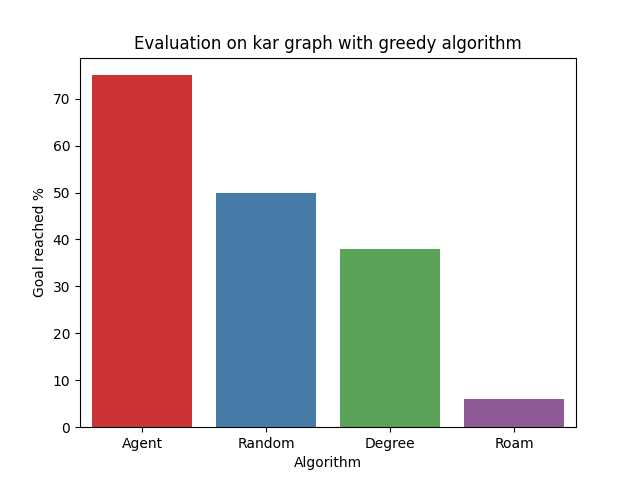 Evaluation on kar graph with greedy algorithm
Goal reached %
70
60
50
40
30
20
10
0
Agent Random Degree Roam
Algorithm